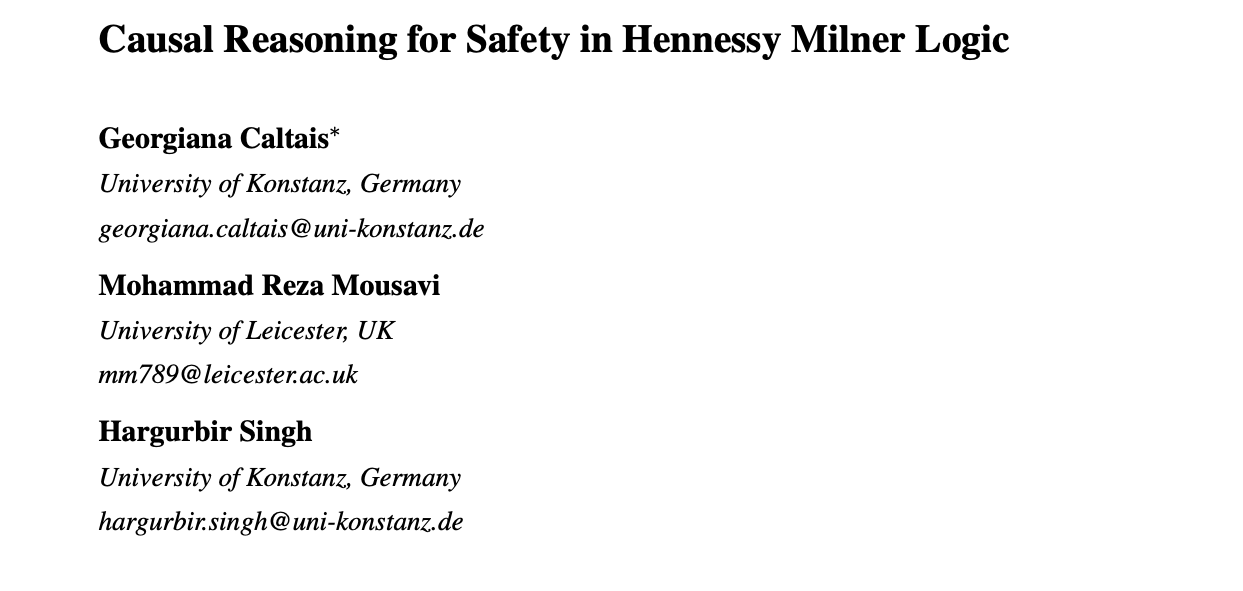 Causal Reasoning for Safety in Hennessy Milner Logic
Georgiana Caltais*
University of Konstanz, Germany
georgiana.caltais@uni-konstanz.de
Mohammad Reza Mousavi
University of Leicester, UK
mm789@leicester.ac.uk
Hargurbir Singh
University of Konstanz, Germany
hargurbir.singh@uni-konstanz.de